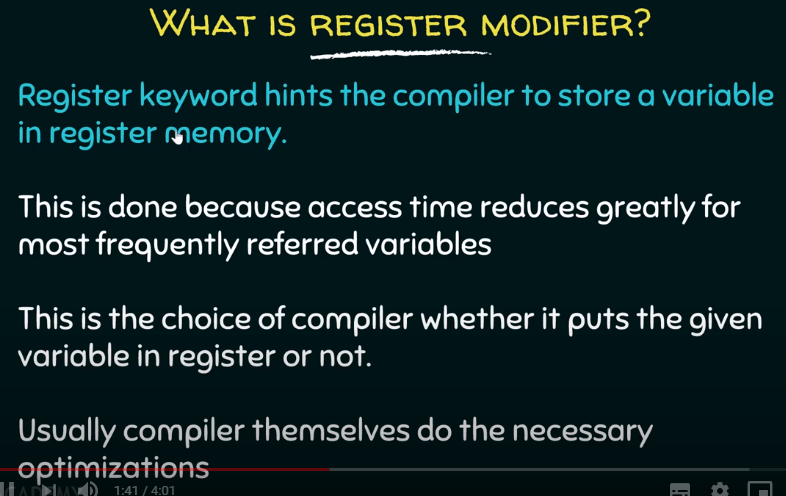 WHAT IS REGISTER MODIFIER?
Register keyword hints the compiler to store a variable
in register memory.
This is done because access time reduces greatly for
most frequently referred variables
This is the choice of compiler whether it puts the given
variable in register or not.
Usually compiler themselves do the necessary
optimizations
1:41 / 4:01